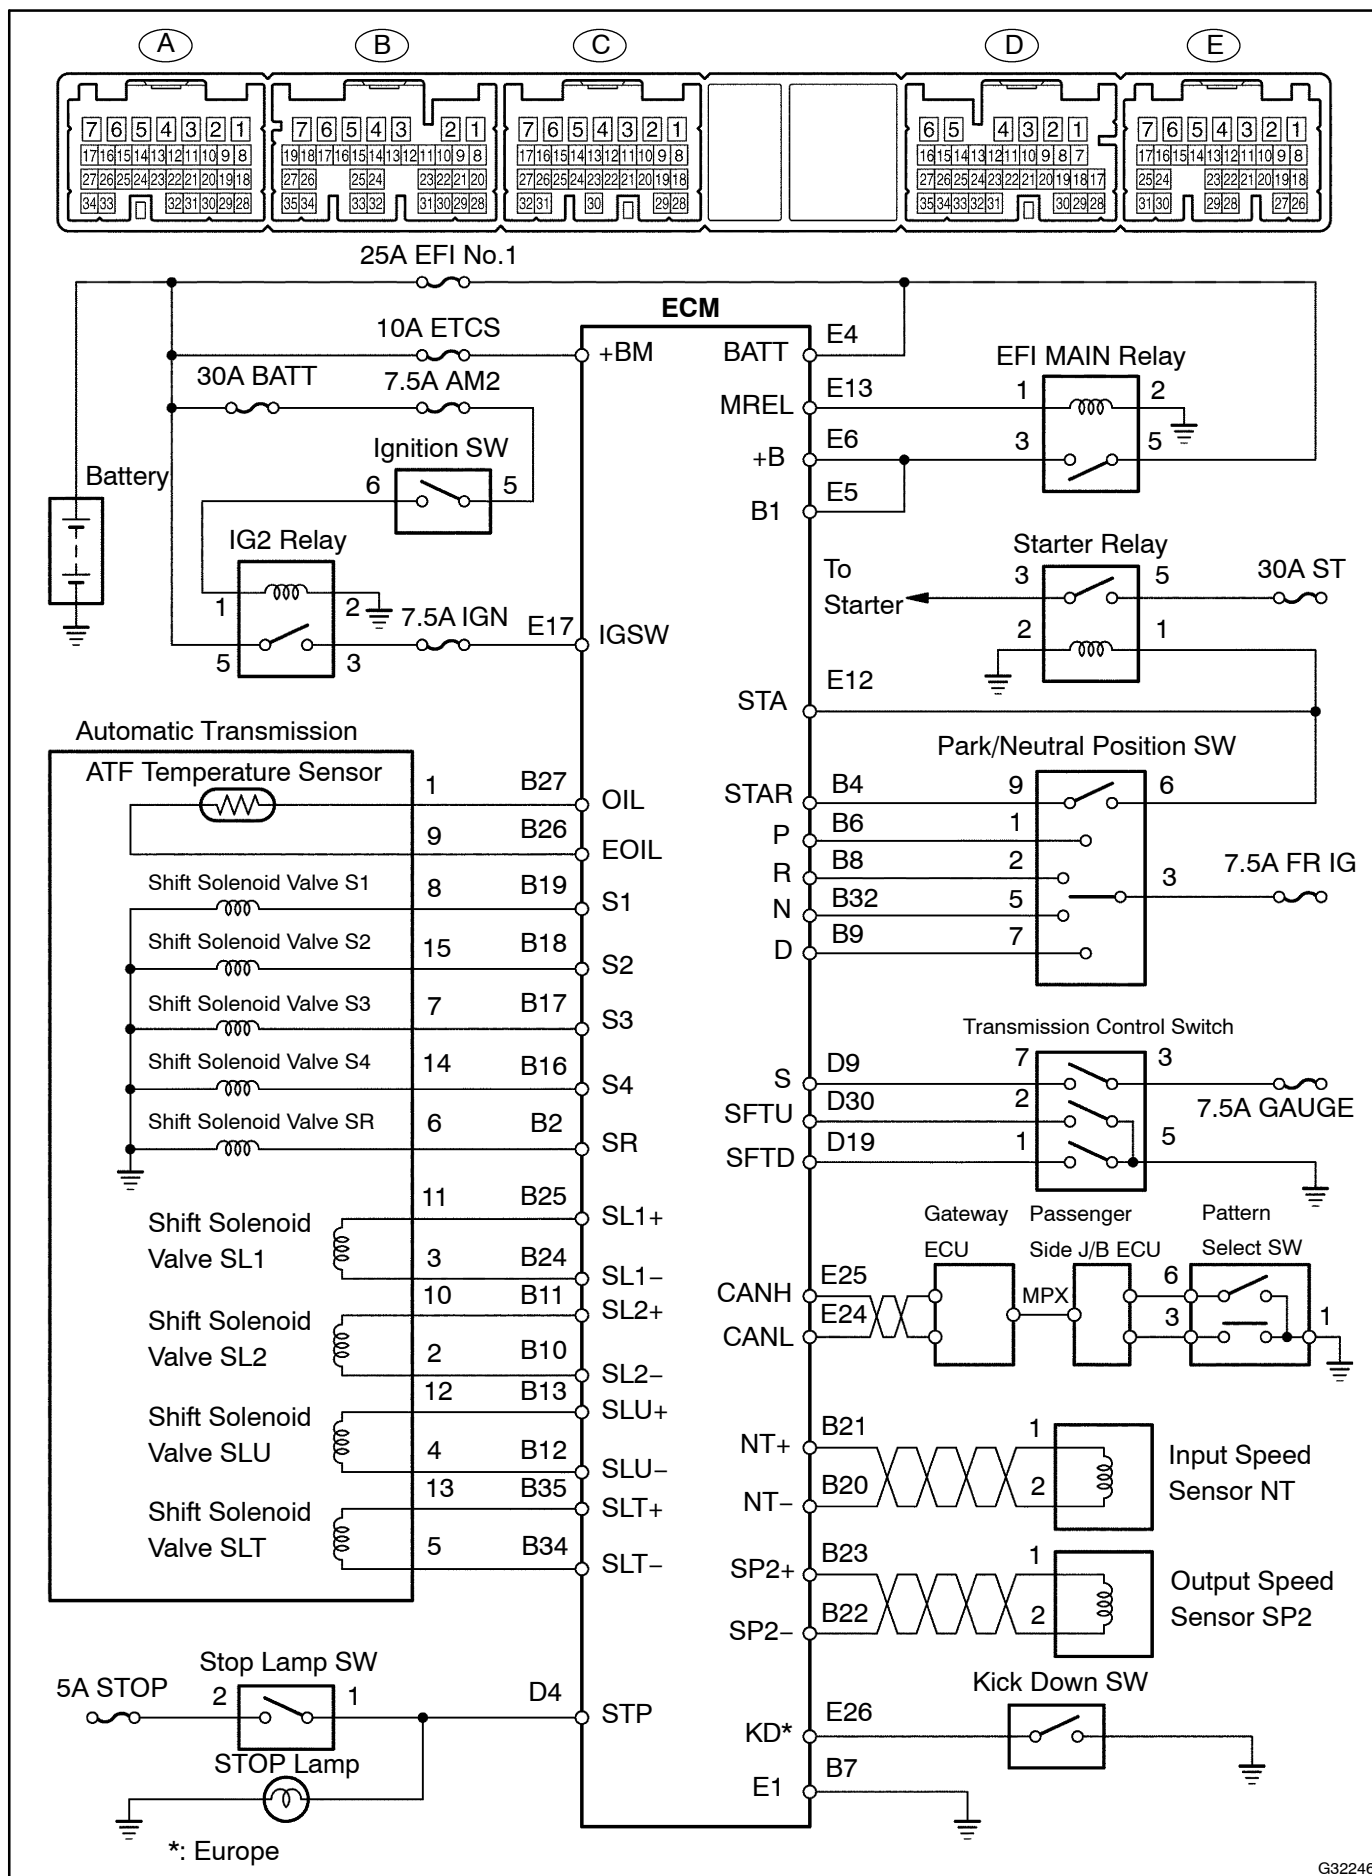 A B C D E
7 6 5 4 3 2 1
17 16 15 14 13 12 11 10 9 8
27 26 25 24 23 22 21 20 19 18
34 33 32 31 30 29 28
7 6 5 4 3 2 1
19 18 17 16 15 14 13 12 11 10 9 8
27 26 25 24 23 22 21 20
35 34 33 32 31 30 29 28
7 6 5 4 3 2 1
17 16 15 14 13 12 11 10 9 8
27 26 25 24 23 22 21 20 19 18
32 31 30 29 28
6 5 4 3 2 1
16 15 14 13 12 11 10 9 8 7
27 26 25 24 23 22 21 20 19 18 17
35 34 33 32 31 30 29 28
7 6 5 4 3 2 1
17 16 15 14 13 12 11 10 9 8
25 24 23 22 21 20 19 18
31 30 29 28 27 26
25A EFI No.1
ECM
10A ETCS
+BM
30A BATT
7.5A AM2
Ignition SW
6 5
Battery
IG2 Relay
1 2
7.5A IGN
E17
IGSW
5 3
BATT
E4
EFI MAIN Relay
MREL
E13
1 2
+B
E6
3 5
B1
E5
Starter Relay
To
Starter
3 5
30A ST
2 1
STA
E12
Automatic Transmission
ATF Temperature Sensor
1 B27 OIL
9 B26 EOIL
Shift Solenoid Valve S1
8 B19 S1
Shift Solenoid Valve S2
15 B18 S2
Shift Solenoid Valve S3
7 B17 S3
Shift Solenoid Valve S4
14 B16 S4
Shift Solenoid Valve SR
6 B2 SR
Shift Solenoid
Valve SL1
11 B25 SL1+
3 B24 SL1−
Shift Solenoid
Valve SL2
10 B11 SL2+
2 B10 SL2−
Shift Solenoid
Valve SLU
12 B13 SLU+
4 B12 SLU−
Shift Solenoid
Valve SLT
13 B35 SLT+
5 B34 SLT−
Park/Neutral Position SW
STAR B4 9 6
P B6 1
R B8 2
3
7.5A FR IG
N B32 5
D B9 7
Transmission Control Switch
S D9 7 3
7.5A GAUGE
SFTU D30 2
SFTD D19 1 5
Gateway
ECU
Passenger
Side J/B ECU
Pattern
Select SW
CANH E25
MPX
6
CANL E24
3 1
NT+ B21 1
NT− B20 2
Input Speed
Sensor NT
SP2+ B23 1
SP2− B22 2
Output Speed
Sensor SP2
Stop Lamp SW
5A STOP
2 1
D4
STP
STOP Lamp
Kick Down SW
KD* E26
E1 B7
*: Europe
G32246